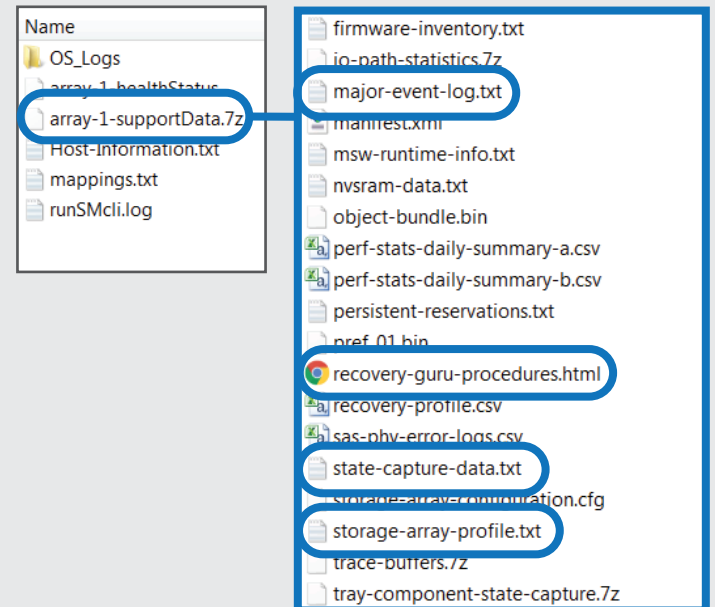 Name
OS_Logs
array-1-healthStatus
array-1-supportData.7z
Host-Information.txt
mappings.txt
runSMcli.log
firmware-inventory.txt
io-path-statistics.7z
major-event-log.txt
manifest.xml
msw-runtime-info.txt
nvsram-data.txt
object-bundle.bin
perf-stats-daily-summary-a.csv
perf-stats-daily-summary-b.csv
persistent-reservations.txt
pref_01.bin
recovery-guru-procedures.html
recovery-profile.csv
sas-phy-error-logs.csv
state-capture-data.txt
storage-array-configuration.cfg
storage-array-profile.txt
trace-buffers.7z
tray-component-state-capture.7z